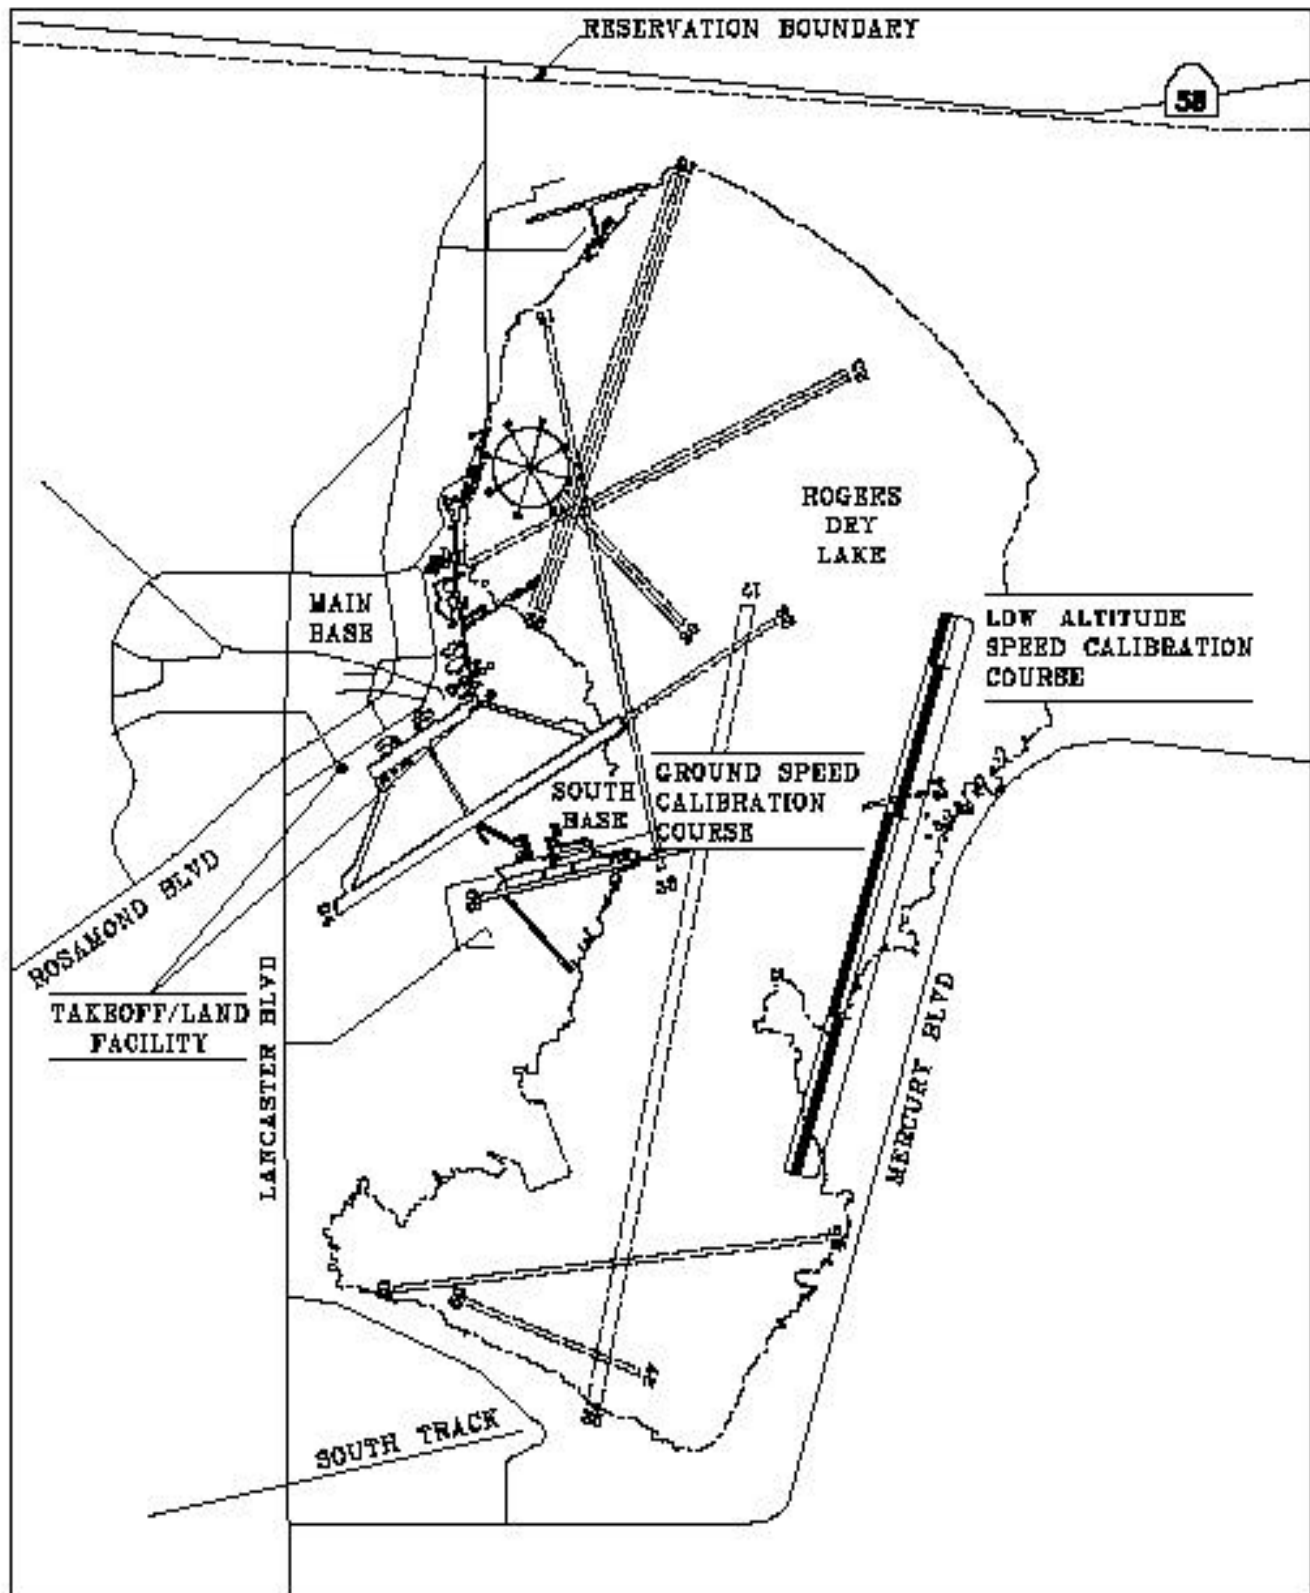 RESERVATION BOUNDARY
58
ROGERS
DRY
LAKE
MAIN
BASE
LOW ALTITUDE
SPEED CALIBRATION
COURSE
GROUND SPEED
CALIBRATION
COURSE
SOUTH
BASE
ROSAMOND BLVD
TAKEOFF/LAND
FACILITY
LANCASTER BLVD
MERCURY BLVD
SOUTH TRACK